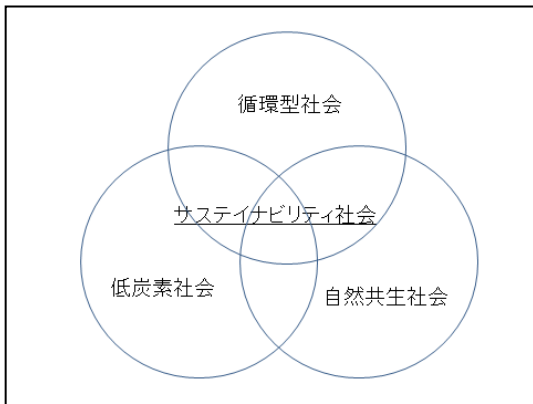 循環型社会
サステイナビリティ社会
低炭素社会
自然共生社会